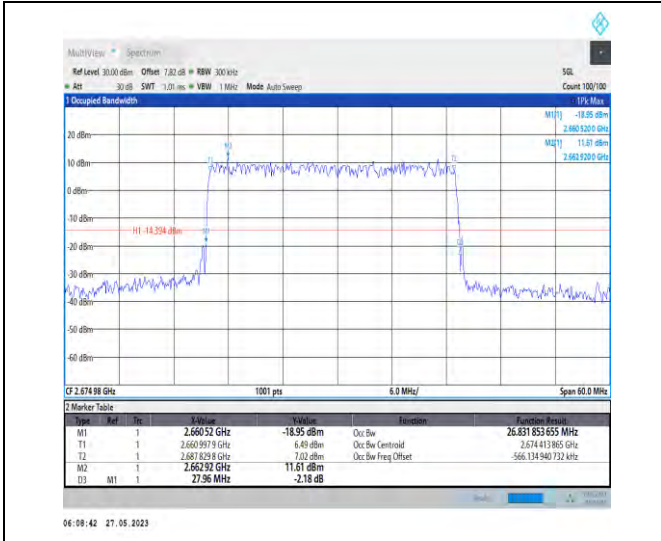 MultiView Spectrum
Ref Level 30.00 dBm Offset 7.82 dB RBW 300 kHz SGL
Att 30 dB SWT 1.01 ms VBW 1 MHz Mode Auto Sweep Count 100/100
1 Occupied Bandwidth 1Pk Max
M1[1] -18.95 dBm
2.660 520 0 GHz
M2[1] 11.61 dBm
2.662 920 0 GHz
20 dBm
M2
T1
T2
10 dBm
0 dBm
-10 dBm
H1 -14.394 dBm
M1
D3
-20 dBm
-30 dBm
-40 dBm
-50 dBm
-60 dBm
CF 2.674 98 GHz 1001 pts 6.0 MHz/ Span 60.0 MHz
2 Marker Table
Type Ref Trc X-Value Y-Value Function Function Result
M1 1 2.660 52 GHz -18.95 dBm Occ Bw 26.831 853 655 MHz
T1 1 2.660 997 9 GHz 6.49 dBm Occ Bw Centroid 2.674 413 865 GHz
T2 1 2.687 829 8 GHz 7.02 dBm Occ Bw Freq Offset -566.134 940 732 kHz
M2 1 2.662 92 GHz 11.61 dBm
D3 M1 1 27.96 MHz -2.18 dB
06:08:42 27.05.2023